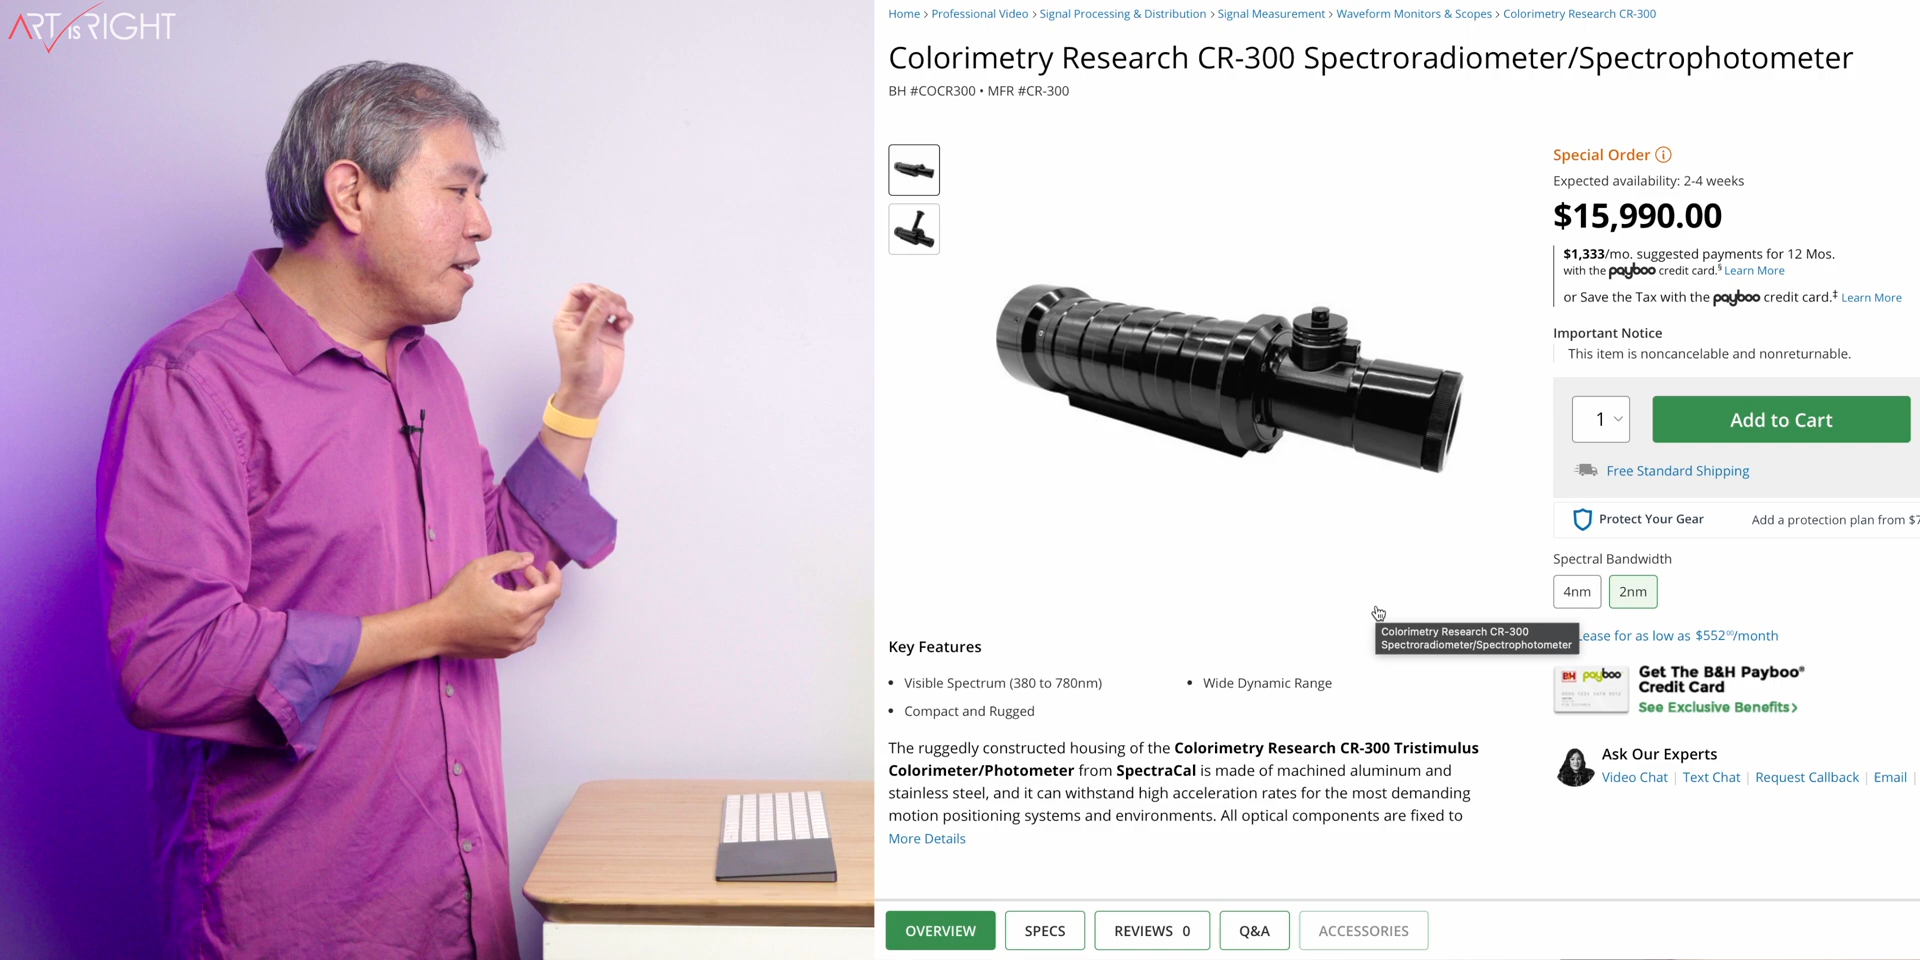 ART is RIGHT
Home > Professional Video > Signal Processing & Distribution > Signal Measurement > Waveform Monitors & Scopes > Colorimetry Research CR-300
Colorimetry Research CR-300 Spectroradiometer/Spectrophotometer
BH #COCR300 • MFR #CR-300
Special Order
Expected availability: 2-4 weeks
$15,990.00
$1,333/mo. suggested payments for 12 Mos.
with the payboo credit card.§ Learn More
or Save the Tax with the payboo credit card.‡ Learn More
Important Notice
This item is noncancelable and nonreturnable.
1
Add to Cart
Free Standard Shipping
Protect Your Gear
Add a protection plan from $7
Spectral Bandwidth
4nm
2nm
ease for as low as $552⁰⁰/month
Colorimetry Research CR-300
Spectroradiometer/Spectrophotometer
BH payboo
Get The B&H Payboo®
Credit Card
See Exclusive Benefits >
Ask Our Experts
Video Chat | Text Chat | Request Callback | Email |
Key Features
• Visible Spectrum (380 to 780nm)
• Wide Dynamic Range
• Compact and Rugged
The ruggedly constructed housing of the Colorimetry Research CR-300 Tristimulus
Colorimeter/Photometer from SpectraCal is made of machined aluminum and
stainless steel, and it can withstand high acceleration rates for the most demanding
motion positioning systems and environments. All optical components are fixed to
More Details
OVERVIEW
SPECS
REVIEWS 0
Q&A
ACCESSORIES